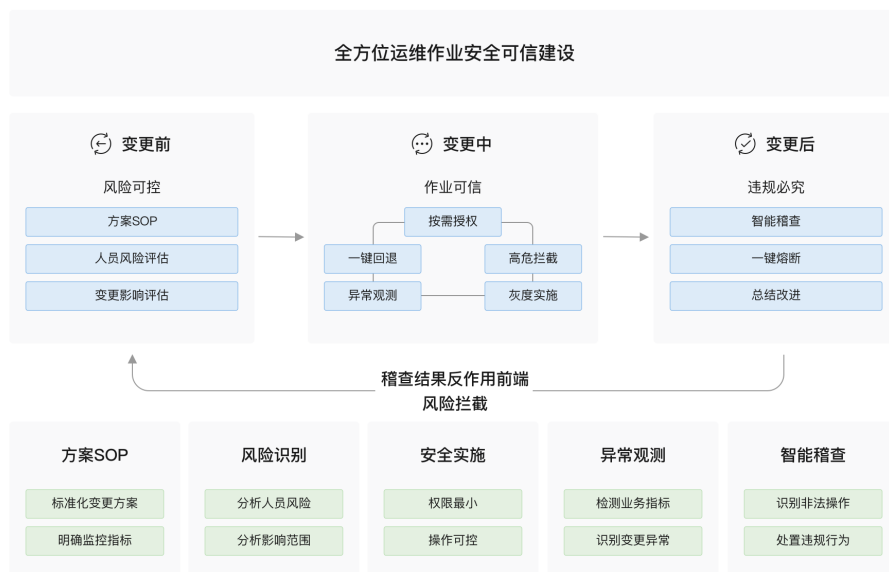 全方位运维作业安全可信建设
变更前
变更中
变更后
风险可控
作业可信
违规必究
方案SOP
人员风险评估
变更影响评估
按需授权
一键回退
高危拦截
异常观测
灰度实施
智能稽查
一键熔断
总结改进
稽查结果反作用前端
风险拦截
方案SOP
风险识别
安全实施
异常观测
智能稽查
标准化变更方案
分析人员风险
权限最小
检测业务指标
识别非法操作
明确监控指标
分析影响范围
操作可控
识别变更异常
处置违规行为